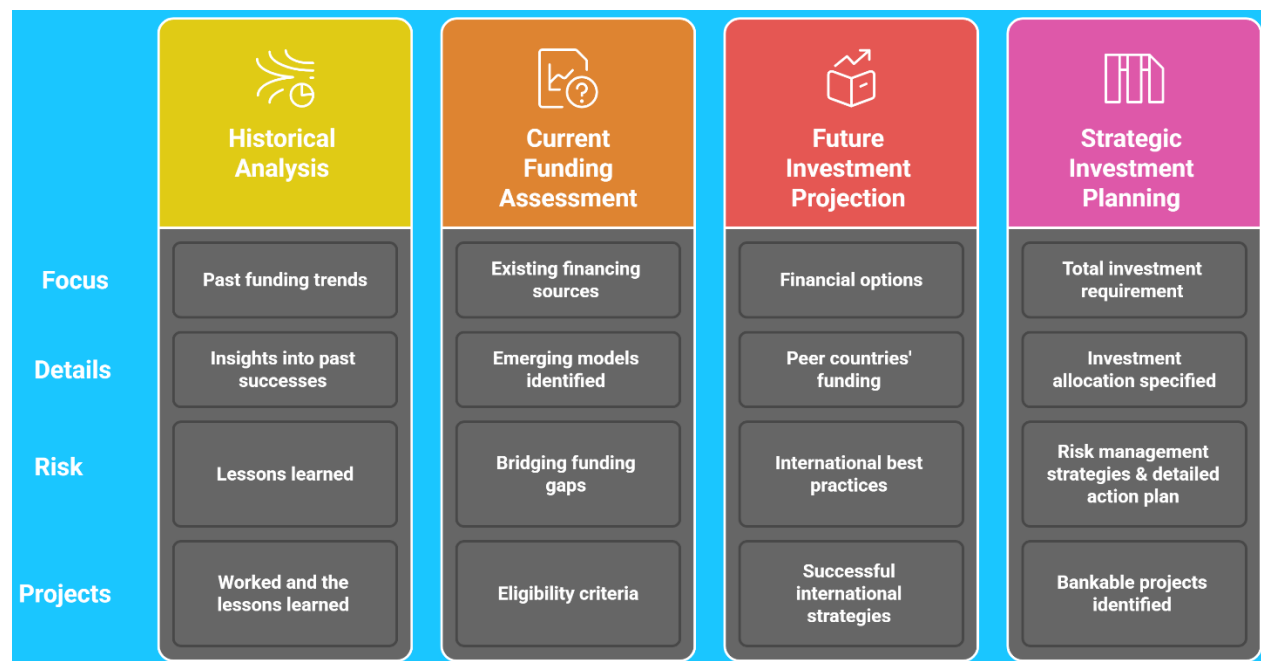 Historical
Analysis
Current
Funding
Assessment
Future
Investment
Projection
Strategic
Investment
Planning
Focus
Past funding trends
Existing financing
sources
Financial options
Total investment
requirement
Details
Insights into past
successes
Emerging models
identified
Peer countries'
funding
Investment
allocation specified
Risk
Lessons learned
Bridging funding
gaps
International best
practices
Risk management
strategies & detailed
action plan
Projects
Worked and the
lessons learned
Eligibility criteria
Successful
international
strategies
Bankable projects
identified